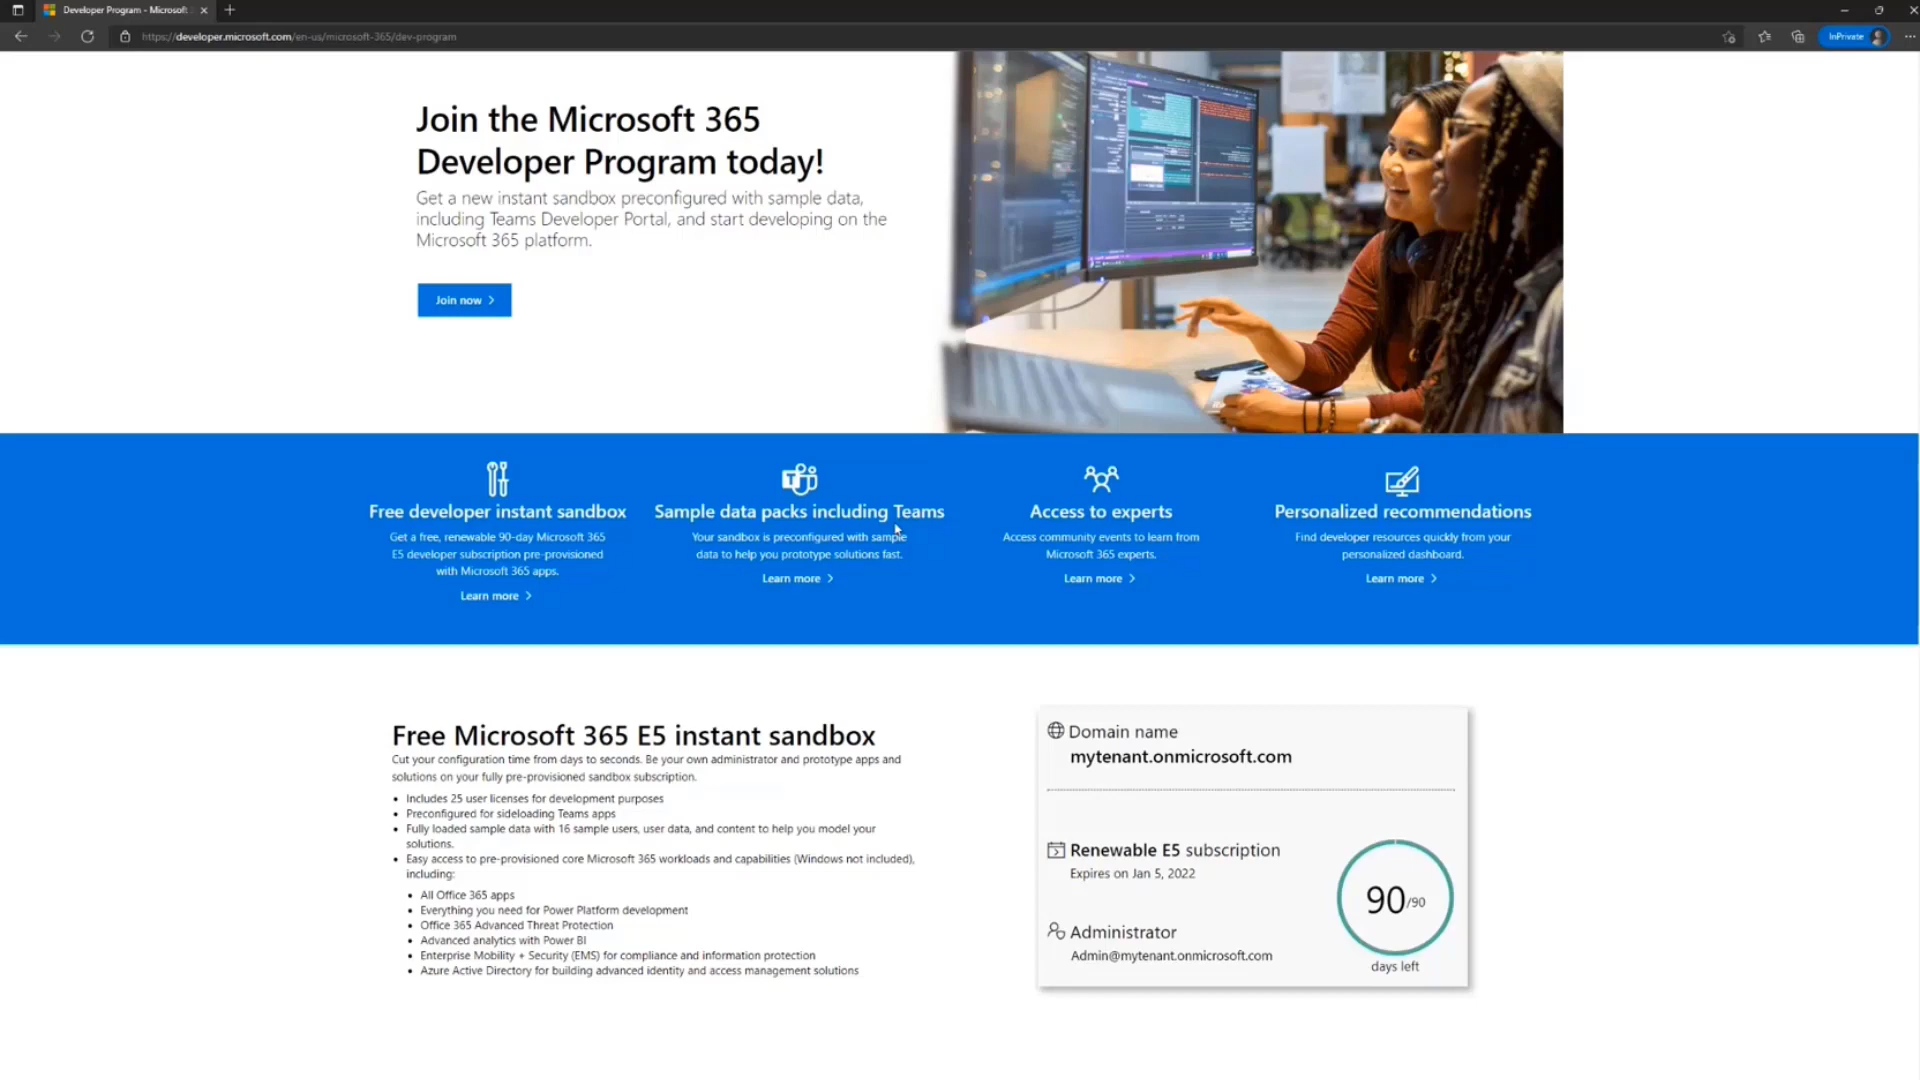 Developer Program - Microsoft
https://developer.microsoft.com/en-us/microsoft-365/dev-program
InPrivate
Join the Microsoft 365
Developer Program today!
Get a new instant sandbox preconfigured with sample data,
including Teams Developer Portal, and start developing on the
Microsoft 365 platform.
Join now
Free developer instant sandbox
Get a free, renewable 90-day Microsoft 365
E5 developer subscription pre-provisioned
with Microsoft 365 apps.
Learn more
Sample data packs including Teams
Your sandbox is preconfigured with sample
data to help you prototype solutions fast.
Learn more
Access to experts
Access community events to learn from
Microsoft 365 experts.
Learn more
Personalized recommendations
Find developer resources quickly from your
personalized dashboard.
Learn more
Free Microsoft 365 E5 instant sandbox
Cut your configuration time from days to seconds. Be your own administrator and prototype apps and
solutions on your fully pre-provisioned sandbox subscription.
• Includes 25 user licenses for development purposes
• Preconfigured for sideloading Teams apps
• Fully loaded sample data with 16 sample users, user data, and content to help you model your
solutions.
• Easy access to pre-provisioned core Microsoft 365 workloads and capabilities (Windows not included),
including:
• All Office 365 apps
• Everything you need for Power Platform development
• Office 365 Advanced Threat Protection
• Advanced analytics with Power BI
• Enterprise Mobility + Security (EMS) for compliance and information protection
• Azure Active Directory for building advanced identity and access management solutions
Domain name
mytenant.onmicrosoft.com
Renewable E5 subscription
Expires on Jan 5, 2022
90/90
days left
Administrator
Admin@mytenant.onmicrosoft.com